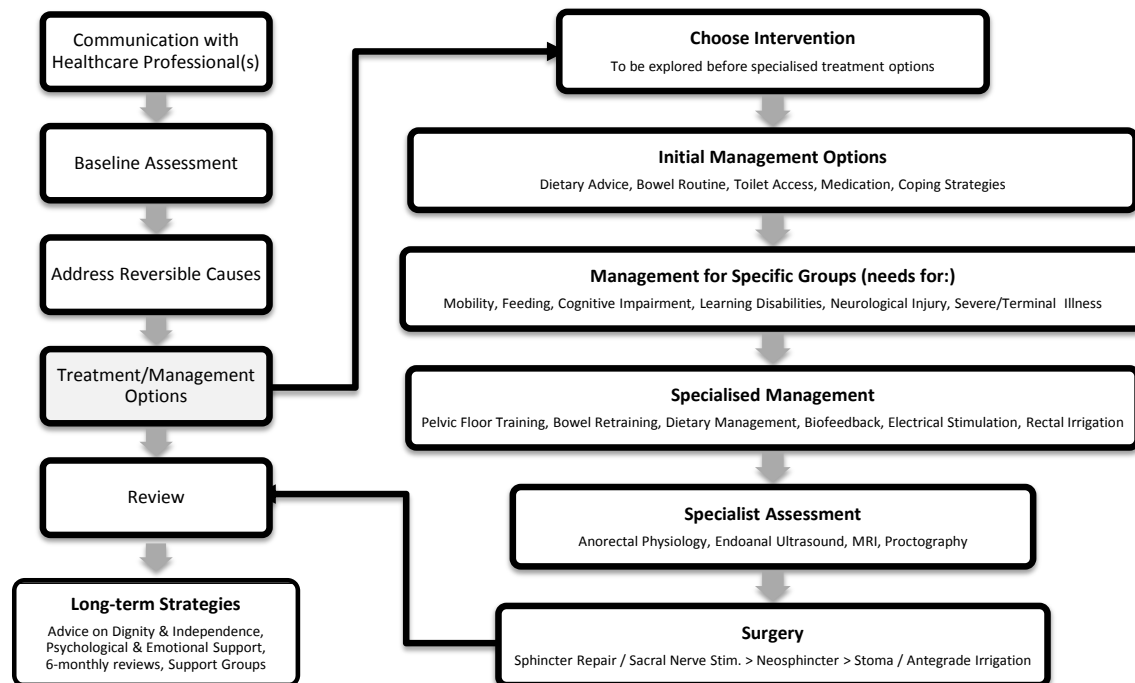 Communication with
Healthcare Professional(s)
Baseline Assessment
Address Reversible Causes
Treatment/Management
Options
Review
Long-term Strategies
Advice on Dignity & Independence,
Psychological & Emotional Support,
6-monthly reviews, Support Groups
Choose Intervention
To be explored before specialised treatment options
Initial Management Options
Dietary Advice, Bowel Routine, Toilet Access, Medication, Coping Strategies
Management for Specific Groups (needs for:)
Mobility, Feeding, Cognitive Impairment, Learning Disabilities, Neurological Injury, Severe/Terminal Illness
Specialised Management
Pelvic Floor Training, Bowel Retraining, Dietary Management, Biofeedback, Electrical Stimulation, Rectal Irrigation
Specialist Assessment
Anorectal Physiology, Endoanal Ultrasound, MRI, Proctography
Surgery
Sphincter Repair / Sacral Nerve Stim. > Neosphincter > Stoma / Antegrade Irrigation